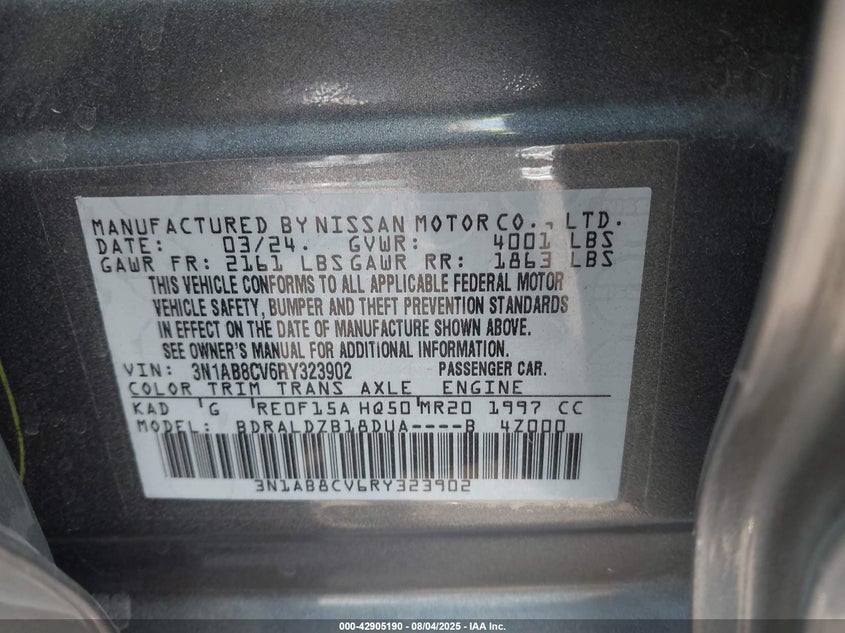 MANUFACTURED BY NISSAN MOTOR CO., LTD.
DATE: 03/24. GVWR: 4001 LBS
GAWR FR: 2161 LBS GAWR RR: 1863 LBS
THIS VEHICLE CONFORMS TO ALL APPLICABLE FEDERAL MOTOR
VEHICLE SAFETY, BUMPER AND THEFT PREVENTION STANDARDS
IN EFFECT ON THE DATE OF MANUFACTURE SHOWN ABOVE.
SEE OWNER'S MANUAL FOR ADDITIONAL INFORMATION.
VIN: 3N1AB8CV6RY323902 PASSENGER CAR.
COLOR TRIM TRANS AXLE ENGINE
KAD G RE0F15A HQ50 MR20 1997 CC
MODEL: BDRALDZB18DUA----B 47000
3N1AB8CV6RY323902
000-42905190 - 08/04/2025 - IAA Inc.